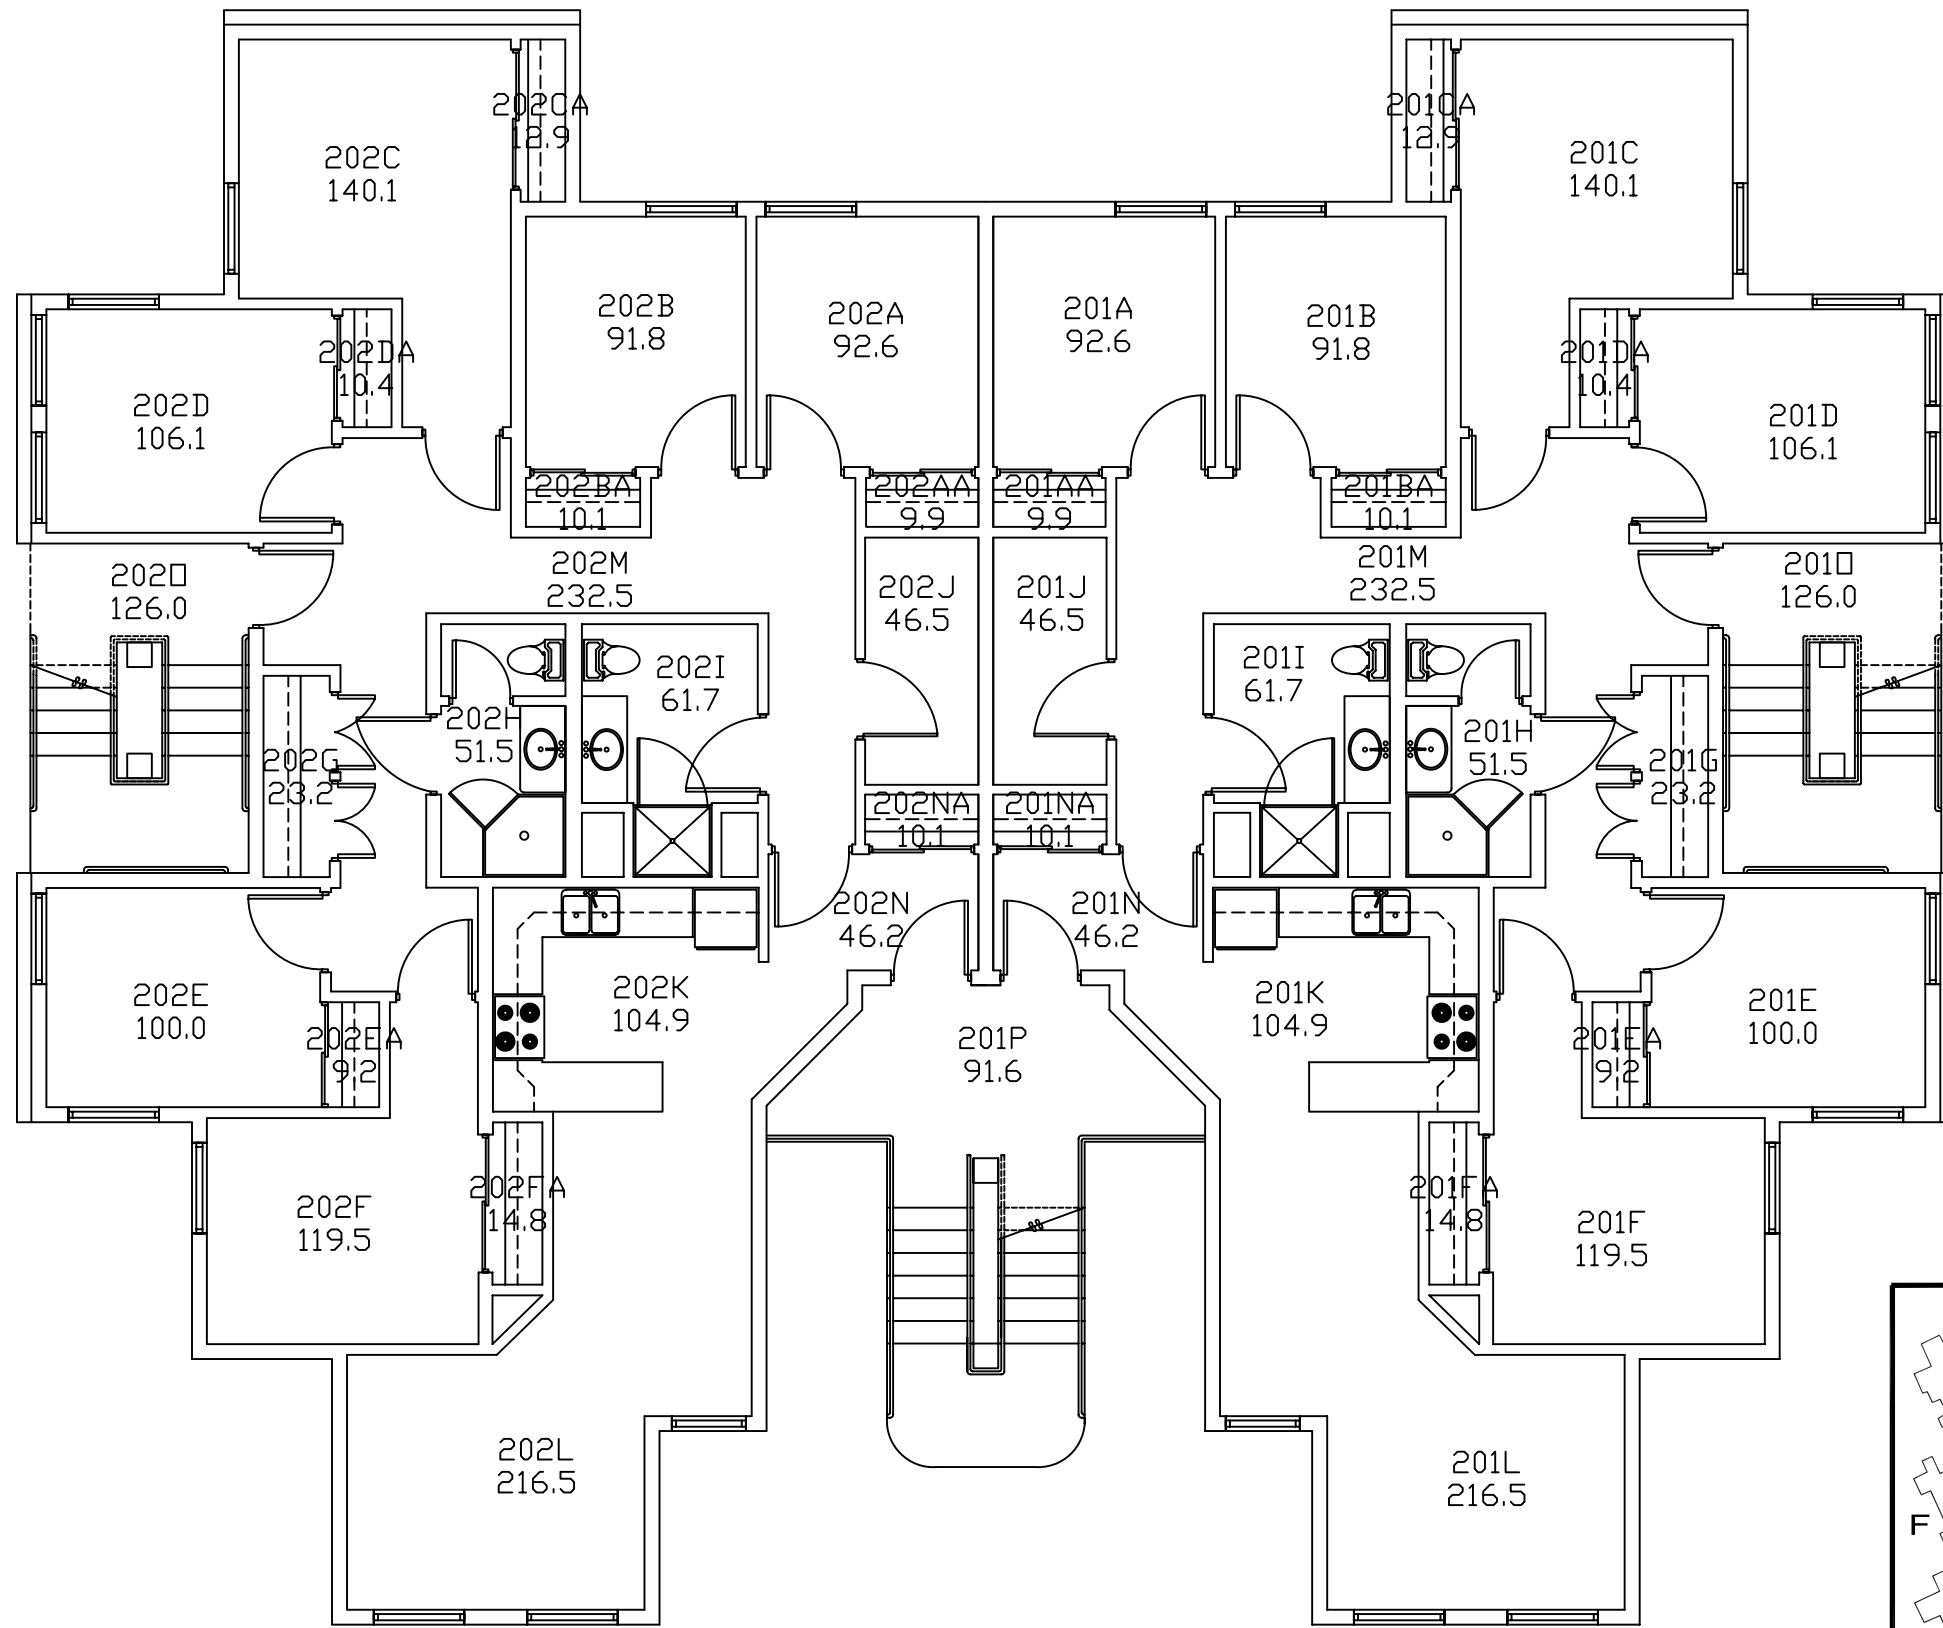 202CA
12.9
201CA
12.9
202C
140.1
201C
140.1
202B
91.8
202A
92.6
201A
92.6
201B
91.8
202DA
10.4
201DA
10.4
202D
106.1
201D
106.1
202BA
10.1
202AA
9.9
201AA
9.9
201BA
10.1
202M
232.5
201M
232.5
202O
126.0
201O
126.0
202J
46.5
201J
46.5
202I
61.7
201I
61.7
202H
51.5
201H
51.5
202G
23.2
201G
23.2
202NA
10.1
201NA
10.1
202N
46.2
201N
46.2
202K
104.9
201K
104.9
202E
100.0
201E
100.0
202EA
9.2
201P
91.6
201EA
9.2
202FA
14.8
201FA
14.8
202F
119.5
201F
119.5
202L
216.5
201L
216.5
F